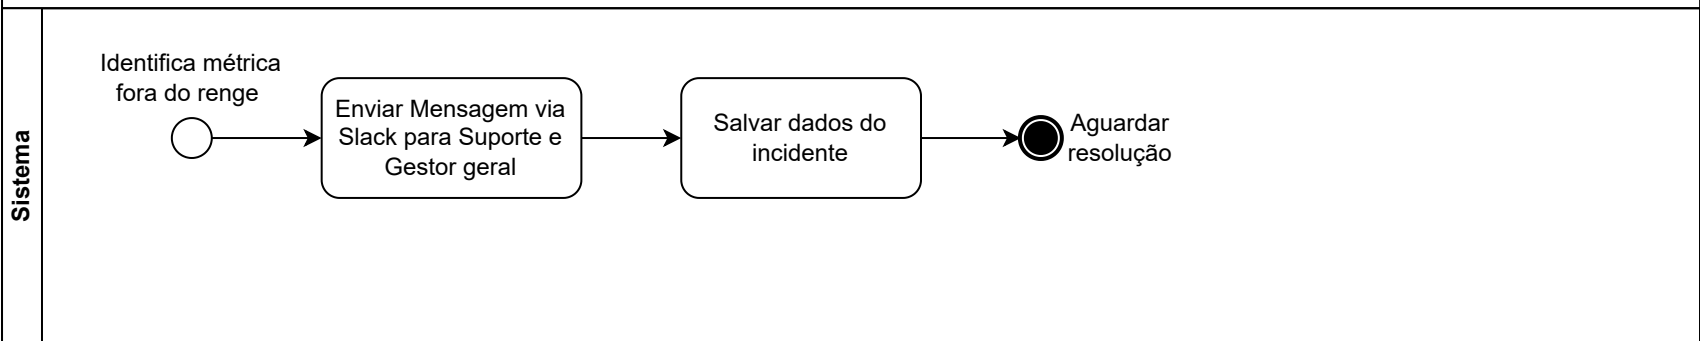 Sistema
Identifica métrica
fora do renge
Enviar Mensagem via
Slack para Suporte e
Gestor geral
Salvar dados do
incidente
Aguardar
resolução